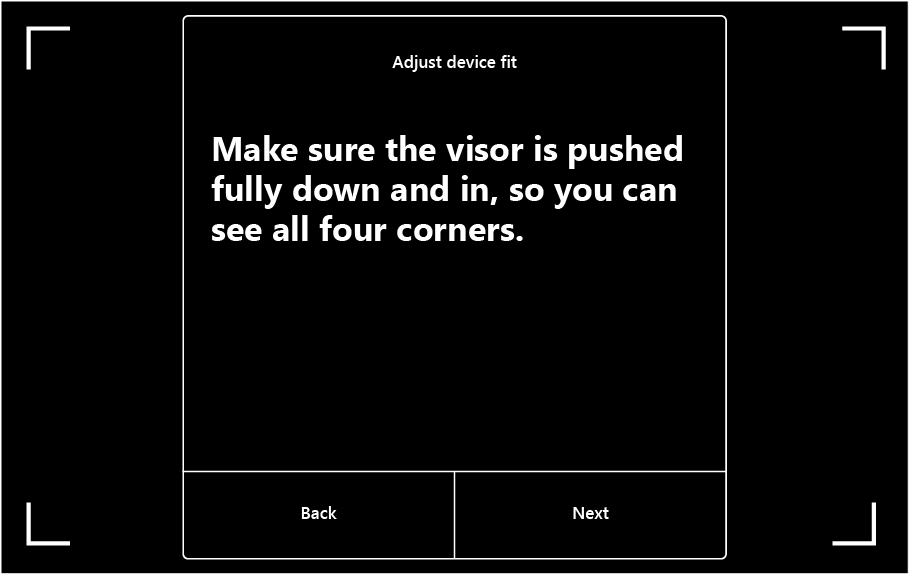 Adjust device fit
Make sure the visor is pushed
fully down and in, so you can
see all four corners.
Back
Next